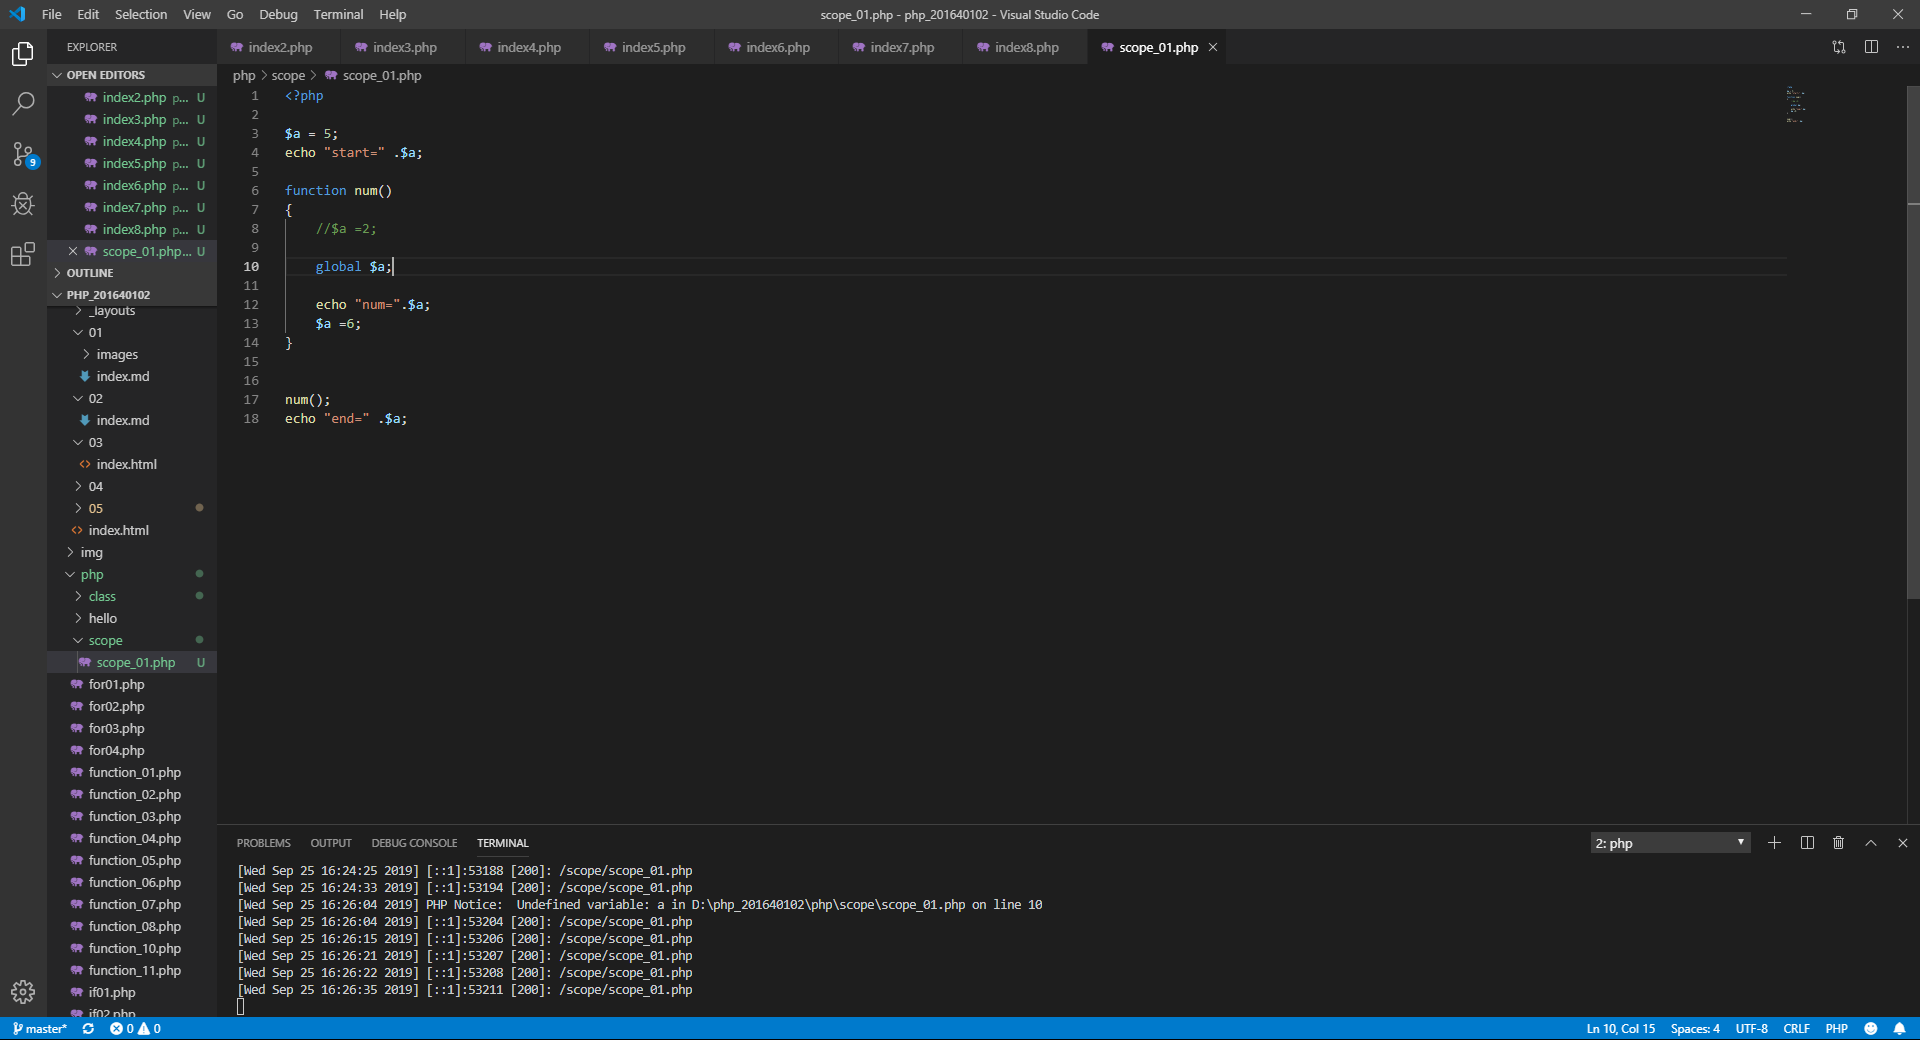 File Edit Selection View Go Debug Terminal Help
scope_01.php - php_201640102 - Visual Studio Code
EXPLORER
OPEN EDITORS
index2.php p... U
index3.php p... U
index4.php p... U
index5.php p... U
index6.php p... U
index7.php p... U
index8.php p... U
scope_01.php... U
OUTLINE
PHP_201640102
_layouts
01
images
index.md
02
index.md
03
index.html
04
05
index.html
img
php
class
hello
scope
scope_01.php U
for01.php
for02.php
for03.php
for04.php
function_01.php
function_02.php
function_03.php
function_04.php
function_05.php
function_06.php
function_07.php
function_08.php
function_10.php
function_11.php
if01.php
if02.php
9
index2.php index3.php index4.php index5.php index6.php index7.php index8.php scope_01.php
php > scope > scope_01.php
1 <?php
2
3 $a = 5;
4 echo "start=" .$a;
5
6 function num()
7 {
8 //$a =2;
9
10 global $a;
11
12 echo "num=".$a;
13 $a =6;
14 }
15
16
17 num();
18 echo "end=" .$a;
PROBLEMS OUTPUT DEBUG CONSOLE TERMINAL
2: php
[Wed Sep 25 16:24:25 2019] [::1]:53188 [200]: /scope/scope_01.php
[Wed Sep 25 16:24:33 2019] [::1]:53194 [200]: /scope/scope_01.php
[Wed Sep 25 16:26:04 2019] PHP Notice:  Undefined variable: a in D:\php_201640102\php\scope\scope_01.php on line 10
[Wed Sep 25 16:26:04 2019] [::1]:53204 [200]: /scope/scope_01.php
[Wed Sep 25 16:26:15 2019] [::1]:53206 [200]: /scope/scope_01.php
[Wed Sep 25 16:26:21 2019] [::1]:53207 [200]: /scope/scope_01.php
[Wed Sep 25 16:26:22 2019] [::1]:53208 [200]: /scope/scope_01.php
[Wed Sep 25 16:26:35 2019] [::1]:53211 [200]: /scope/scope_01.php
master* 0 0
Ln 10, Col 15 Spaces: 4 UTF-8 CRLF PHP